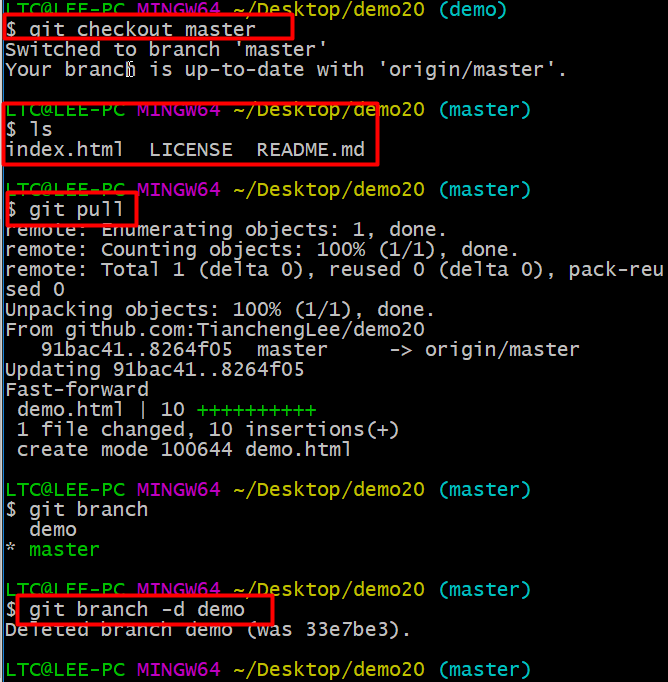 LTC@LEE-PC MINGW64 ~/Desktop/demo20 (demo)
$ git checkout master
Switched to branch 'master'
Your branch is up-to-date with 'origin/master'.
LTC@LEE-PC MINGW64 ~/Desktop/demo20 (master)
$ ls
index.html  LICENSE  README.md
LTC@LEE-PC MINGW64 ~/Desktop/demo20 (master)
$ git pull
remote: Enumerating objects: 1, done.
remote: Counting objects: 100% (1/1), done.
remote: Total 1 (delta 0), reused 0 (delta 0), pack-reu
sed 0
Unpacking objects: 100% (1/1), done.
From github.com:TianchengLee/demo20
   91bac41..8264f05  master     -> origin/master
Updating 91bac41..8264f05
Fast-forward
 demo.html | 10 ++++++++++
 1 file changed, 10 insertions(+)
 create mode 100644 demo.html
LTC@LEE-PC MINGW64 ~/Desktop/demo20 (master)
$ git branch
  demo
* master
LTC@LEE-PC MINGW64 ~/Desktop/demo20 (master)
$ git branch -d demo
Deleted branch demo (was 33e7be3).
LTC@LEE-PC MINGW64 ~/Desktop/demo20 (master)